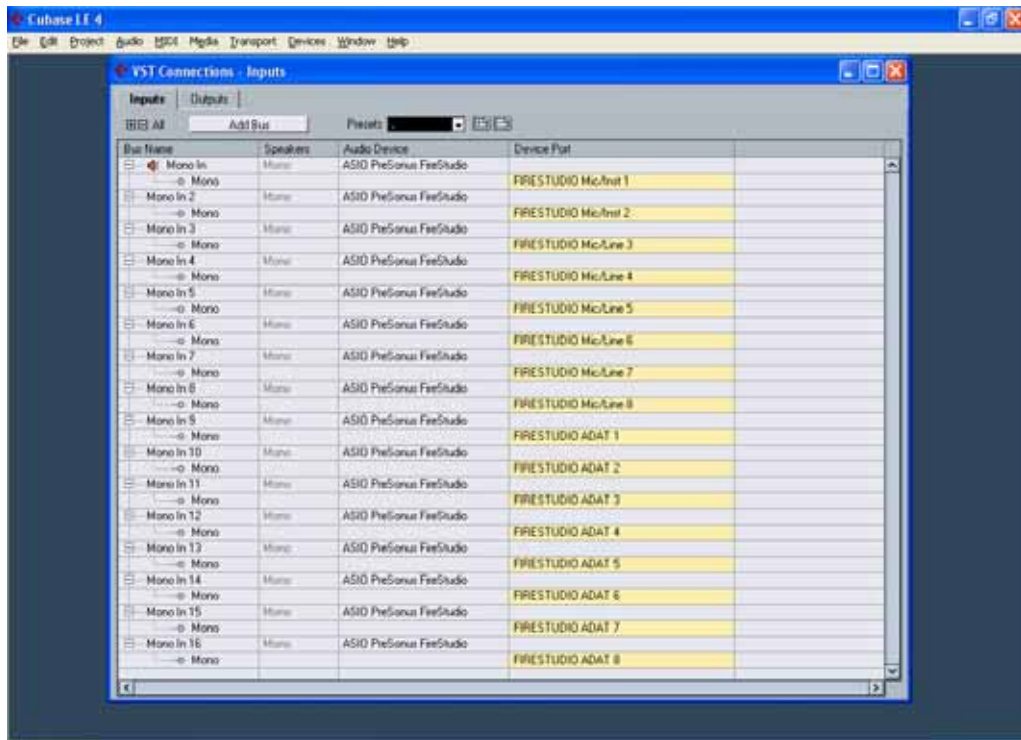 Cubase LE 4
File Edit Project Audio MIDI Media Transport Devices Window Help
VST Connections - Inputs
Inputs Outputs
All Add Bus Presets -
Bus Name Speakers Audio Device Device Port
Mono In Mono ASIO PreSonus FireStudio
Mono FIRESTUDIO Mic/Inst 1
Mono In 2 Mono ASIO PreSonus FireStudio
Mono FIRESTUDIO Mic/Inst 2
Mono In 3 Mono ASIO PreSonus FireStudio
Mono FIRESTUDIO Mic/Line 3
Mono In 4 Mono ASIO PreSonus FireStudio
Mono FIRESTUDIO Mic/Line 4
Mono In 5 Mono ASIO PreSonus FireStudio
Mono FIRESTUDIO Mic/Line 5
Mono In 6 Mono ASIO PreSonus FireStudio
Mono FIRESTUDIO Mic/Line 6
Mono In 7 Mono ASIO PreSonus FireStudio
Mono FIRESTUDIO Mic/Line 7
Mono In 8 Mono ASIO PreSonus FireStudio
Mono FIRESTUDIO Mic/Line 8
Mono In 9 Mono ASIO PreSonus FireStudio
Mono FIRESTUDIO ADAT 1
Mono In 10 Mono ASIO PreSonus FireStudio
Mono FIRESTUDIO ADAT 2
Mono In 11 Mono ASIO PreSonus FireStudio
Mono FIRESTUDIO ADAT 3
Mono In 12 Mono ASIO PreSonus FireStudio
Mono FIRESTUDIO ADAT 4
Mono In 13 Mono ASIO PreSonus FireStudio
Mono FIRESTUDIO ADAT 5
Mono In 14 Mono ASIO PreSonus FireStudio
Mono FIRESTUDIO ADAT 6
Mono In 15 Mono ASIO PreSonus FireStudio
Mono FIRESTUDIO ADAT 7
Mono In 16 Mono ASIO PreSonus FireStudio
Mono FIRESTUDIO ADAT 8